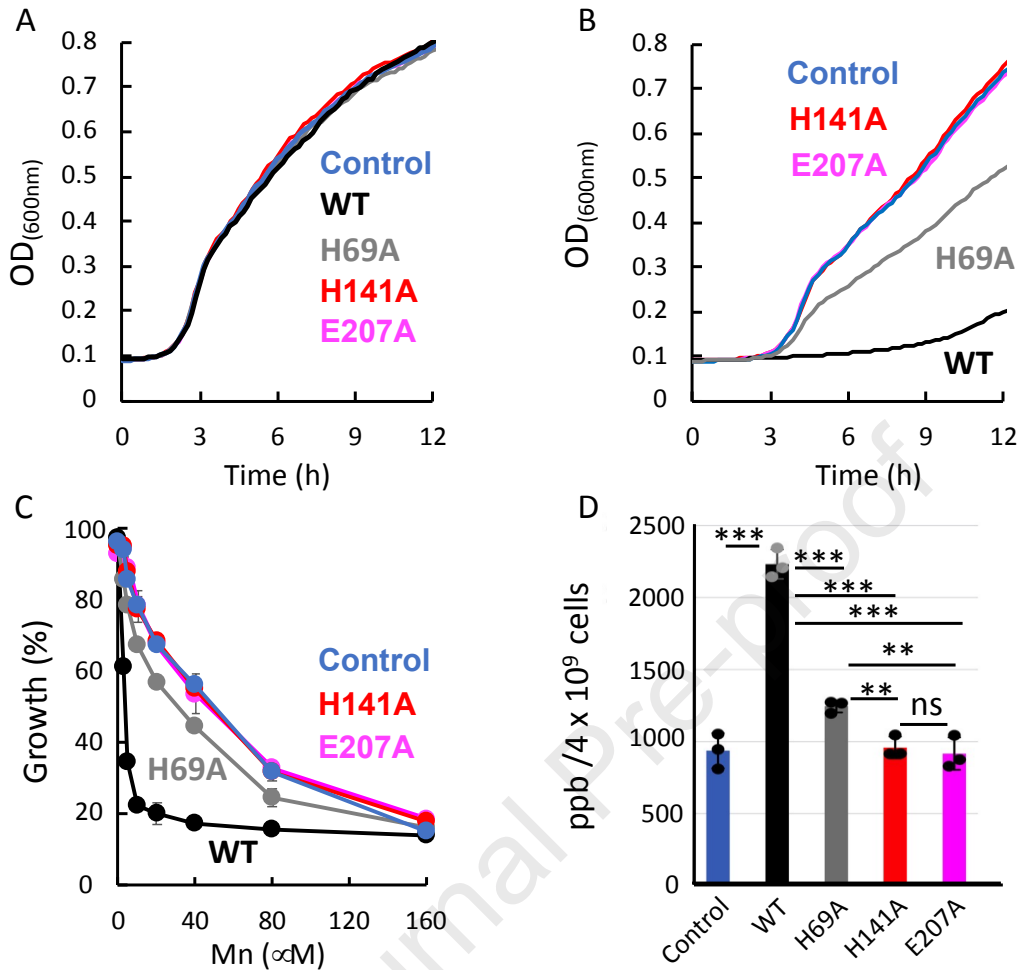 A
0.8
0.7
0.6
0.5
0.4
0.3
0.2
0.1
0
OD(600nm)
0 3 6 9 12
Time (h)
Control
WT
H69A
H141A
E207A
B
0.8
0.7
0.6
0.5
0.4
0.3
0.2
0.1
0
OD(600nm)
0 3 6 9 12
Time (h)
Control
H141A
E207A
H69A
WT
C
100
80
60
40
20
0
Growth (%)
0 40 80 120 160
Mn (∝M)
Control
H141A
E207A
H69A
WT
D
2500
2000
1500
1000
500
0
ppb /4 x 10⁹ cells
***
***
***
***
**
**
ns
Control WT H69A H141A E207A
urnal Pre-proof